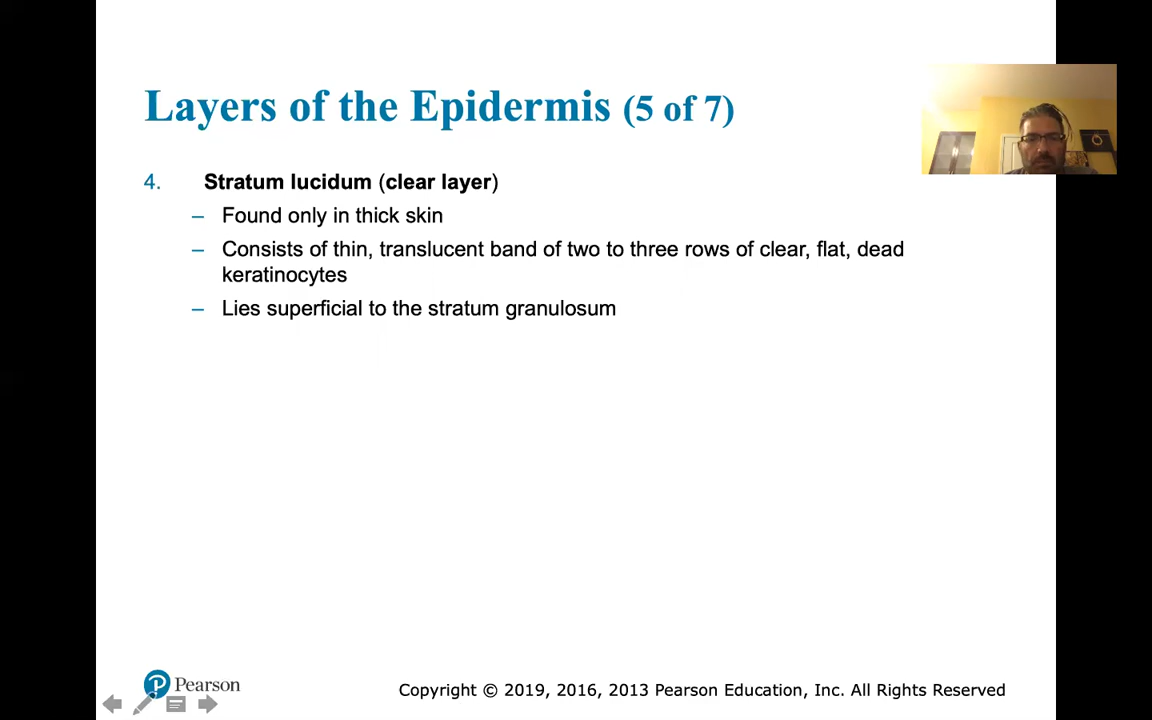 Layers of the Epidermis (5 of 7)
4. Stratum lucidum (clear layer)
– Found only in thick skin
– Consists of thin, translucent band of two to three rows of clear, flat, dead
keratinocytes
– Lies superficial to the stratum granulosum
P Pearson
Copyright © 2019, 2016, 2013 Pearson Education, Inc. All Rights Reserved